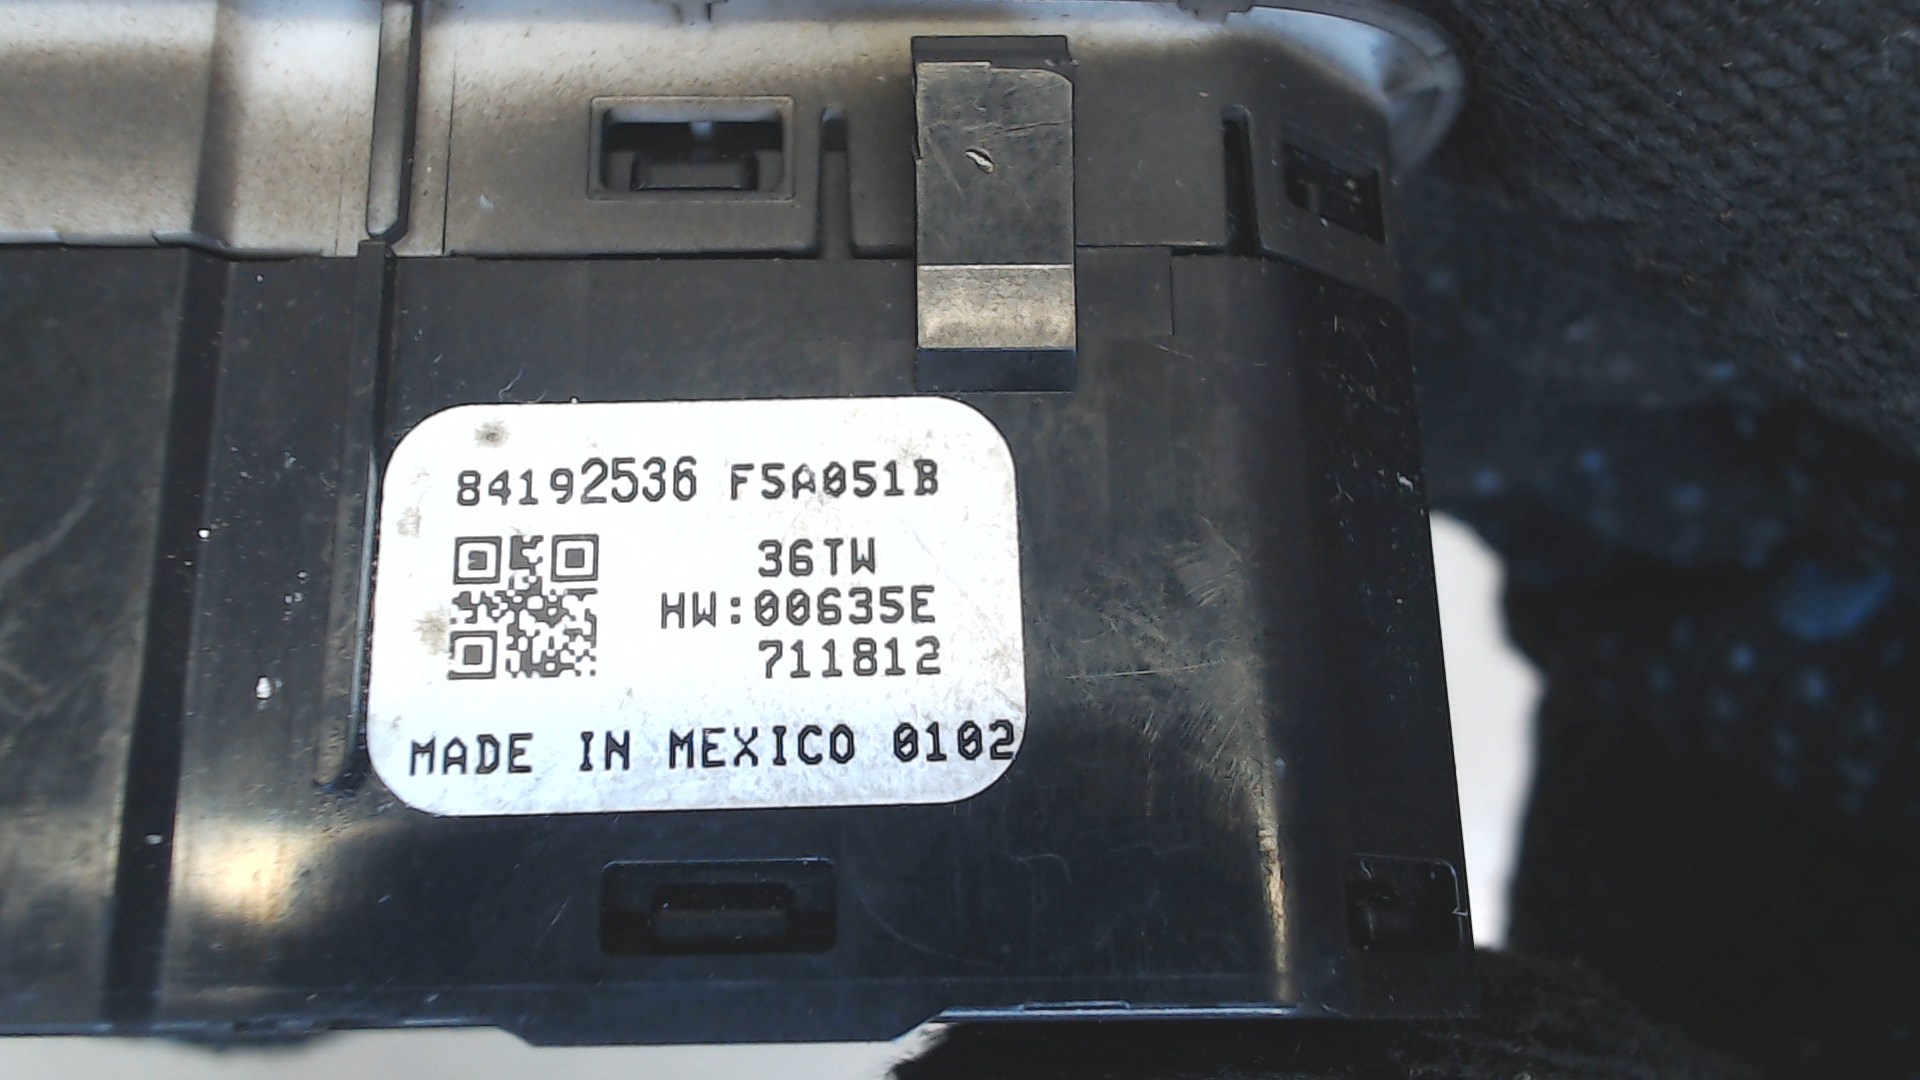 84192536 F5A051B
36TW
HW:00635E
711812
MADE IN MEXICO 0102